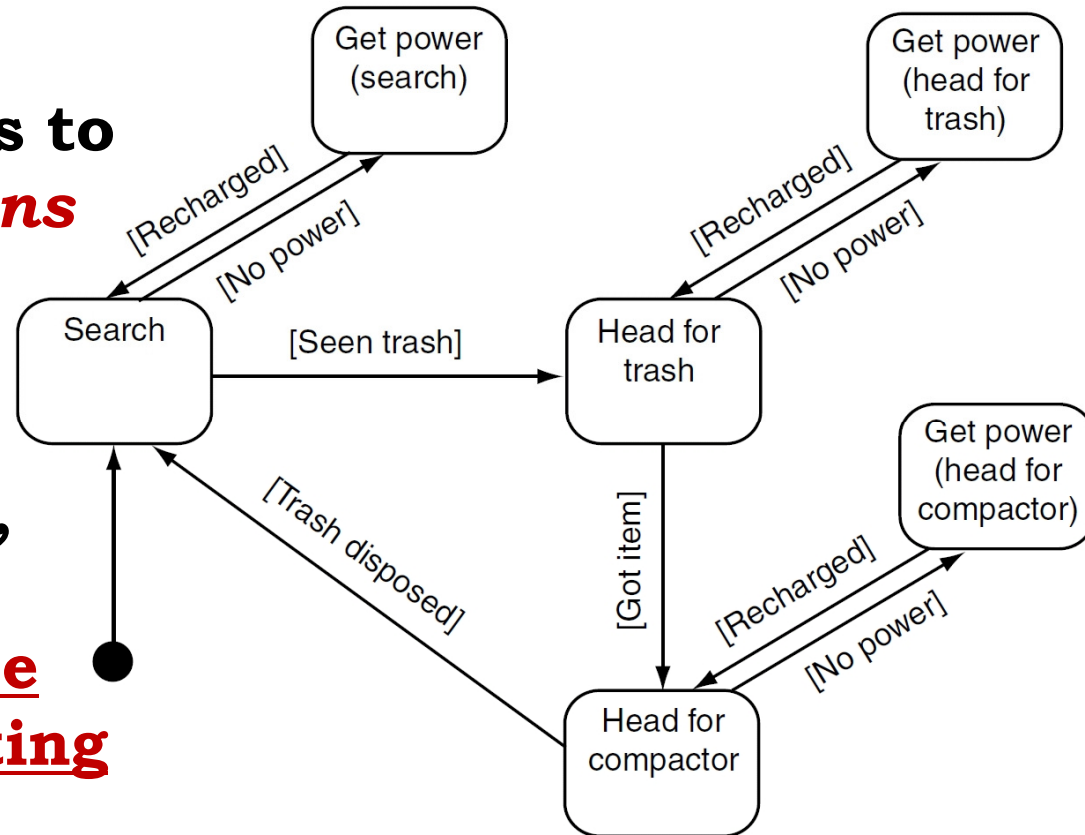 s to
ns
,
e
ting
Get power
(search)
Get power
(head for
trash)
[Recharged]
[No power]
[Recharged]
[No power]
Search
[Seen trash]
Head for
trash
Get power
(head for
compactor)
[Trash disposed]
[Got item]
[Recharged]
[No power]
Head for
compactor